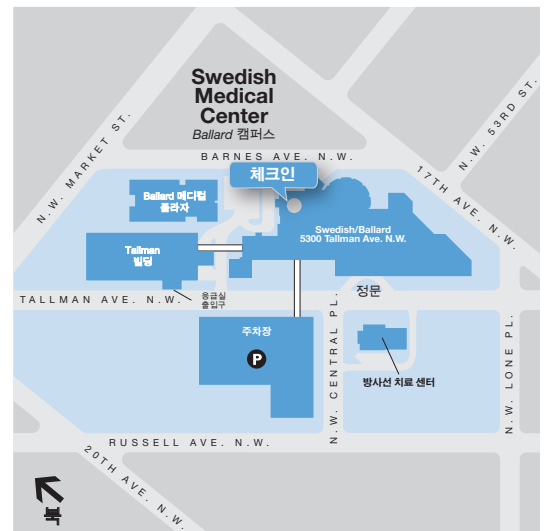 Swedish
Medical
Center
Ballard 캠퍼스
N.W. MARKET ST.
N.W. 53RD ST.
BARNES AVE. N.W.
체크인
17TH AVE. N.W.
Ballard 메디컬
플라자
Swedish/Ballard
5300 Tallman Ave. N.W.
Tallman
빌딩
TALLMAN AVE. N.W.
응급실
출입구
정문
주차장
P
N.W. CENTRAL PL.
N.W. LONE PL.
방사선 치료 센터
RUSSELL AVE. N.W.
20TH AVE. N.W.
북